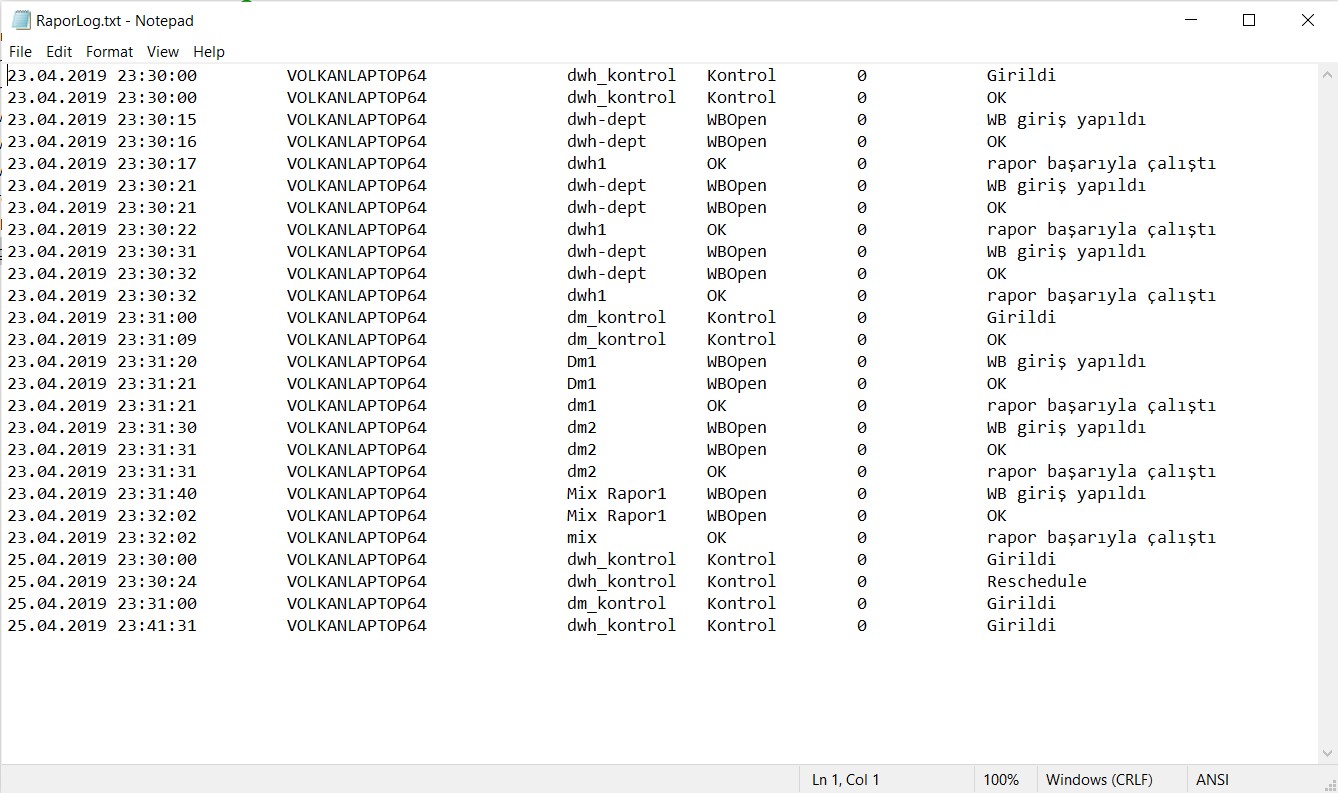 RaporLog.txt - Notepad
File Edit Format View Help
23.04.2019 23:30:00 VOLKANLAPTOP64 dwh_kontrol Kontrol 0 Girildi
23.04.2019 23:30:00 VOLKANLAPTOP64 dwh_kontrol Kontrol 0 OK
23.04.2019 23:30:15 VOLKANLAPTOP64 dwh-dept WBOpen 0 WB giriş yapıldı
23.04.2019 23:30:16 VOLKANLAPTOP64 dwh-dept WBOpen 0 OK
23.04.2019 23:30:17 VOLKANLAPTOP64 dwh1 OK 0 rapor başarıyla çalıştı
23.04.2019 23:30:21 VOLKANLAPTOP64 dwh-dept WBOpen 0 WB giriş yapıldı
23.04.2019 23:30:21 VOLKANLAPTOP64 dwh-dept WBOpen 0 OK
23.04.2019 23:30:22 VOLKANLAPTOP64 dwh1 OK 0 rapor başarıyla çalıştı
23.04.2019 23:30:31 VOLKANLAPTOP64 dwh-dept WBOpen 0 WB giriş yapıldı
23.04.2019 23:30:32 VOLKANLAPTOP64 dwh-dept WBOpen 0 OK
23.04.2019 23:30:32 VOLKANLAPTOP64 dwh1 OK 0 rapor başarıyla çalıştı
23.04.2019 23:31:00 VOLKANLAPTOP64 dm_kontrol Kontrol 0 Girildi
23.04.2019 23:31:09 VOLKANLAPTOP64 dm_kontrol Kontrol 0 OK
23.04.2019 23:31:20 VOLKANLAPTOP64 Dm1 WBOpen 0 WB giriş yapıldı
23.04.2019 23:31:21 VOLKANLAPTOP64 Dm1 WBOpen 0 OK
23.04.2019 23:31:21 VOLKANLAPTOP64 dm1 OK 0 rapor başarıyla çalıştı
23.04.2019 23:31:30 VOLKANLAPTOP64 dm2 WBOpen 0 WB giriş yapıldı
23.04.2019 23:31:31 VOLKANLAPTOP64 dm2 WBOpen 0 OK
23.04.2019 23:31:31 VOLKANLAPTOP64 dm2 OK 0 rapor başarıyla çalıştı
23.04.2019 23:31:40 VOLKANLAPTOP64 Mix Rapor1 WBOpen 0 WB giriş yapıldı
23.04.2019 23:32:02 VOLKANLAPTOP64 Mix Rapor1 WBOpen 0 OK
23.04.2019 23:32:02 VOLKANLAPTOP64 mix OK 0 rapor başarıyla çalıştı
25.04.2019 23:30:00 VOLKANLAPTOP64 dwh_kontrol Kontrol 0 Girildi
25.04.2019 23:30:24 VOLKANLAPTOP64 dwh_kontrol Kontrol 0 Reschedule
25.04.2019 23:31:00 VOLKANLAPTOP64 dm_kontrol Kontrol 0 Girildi
25.04.2019 23:41:31 VOLKANLAPTOP64 dwh_kontrol Kontrol 0 Girildi
Ln 1, Col 1 100% Windows (CRLF) ANSI